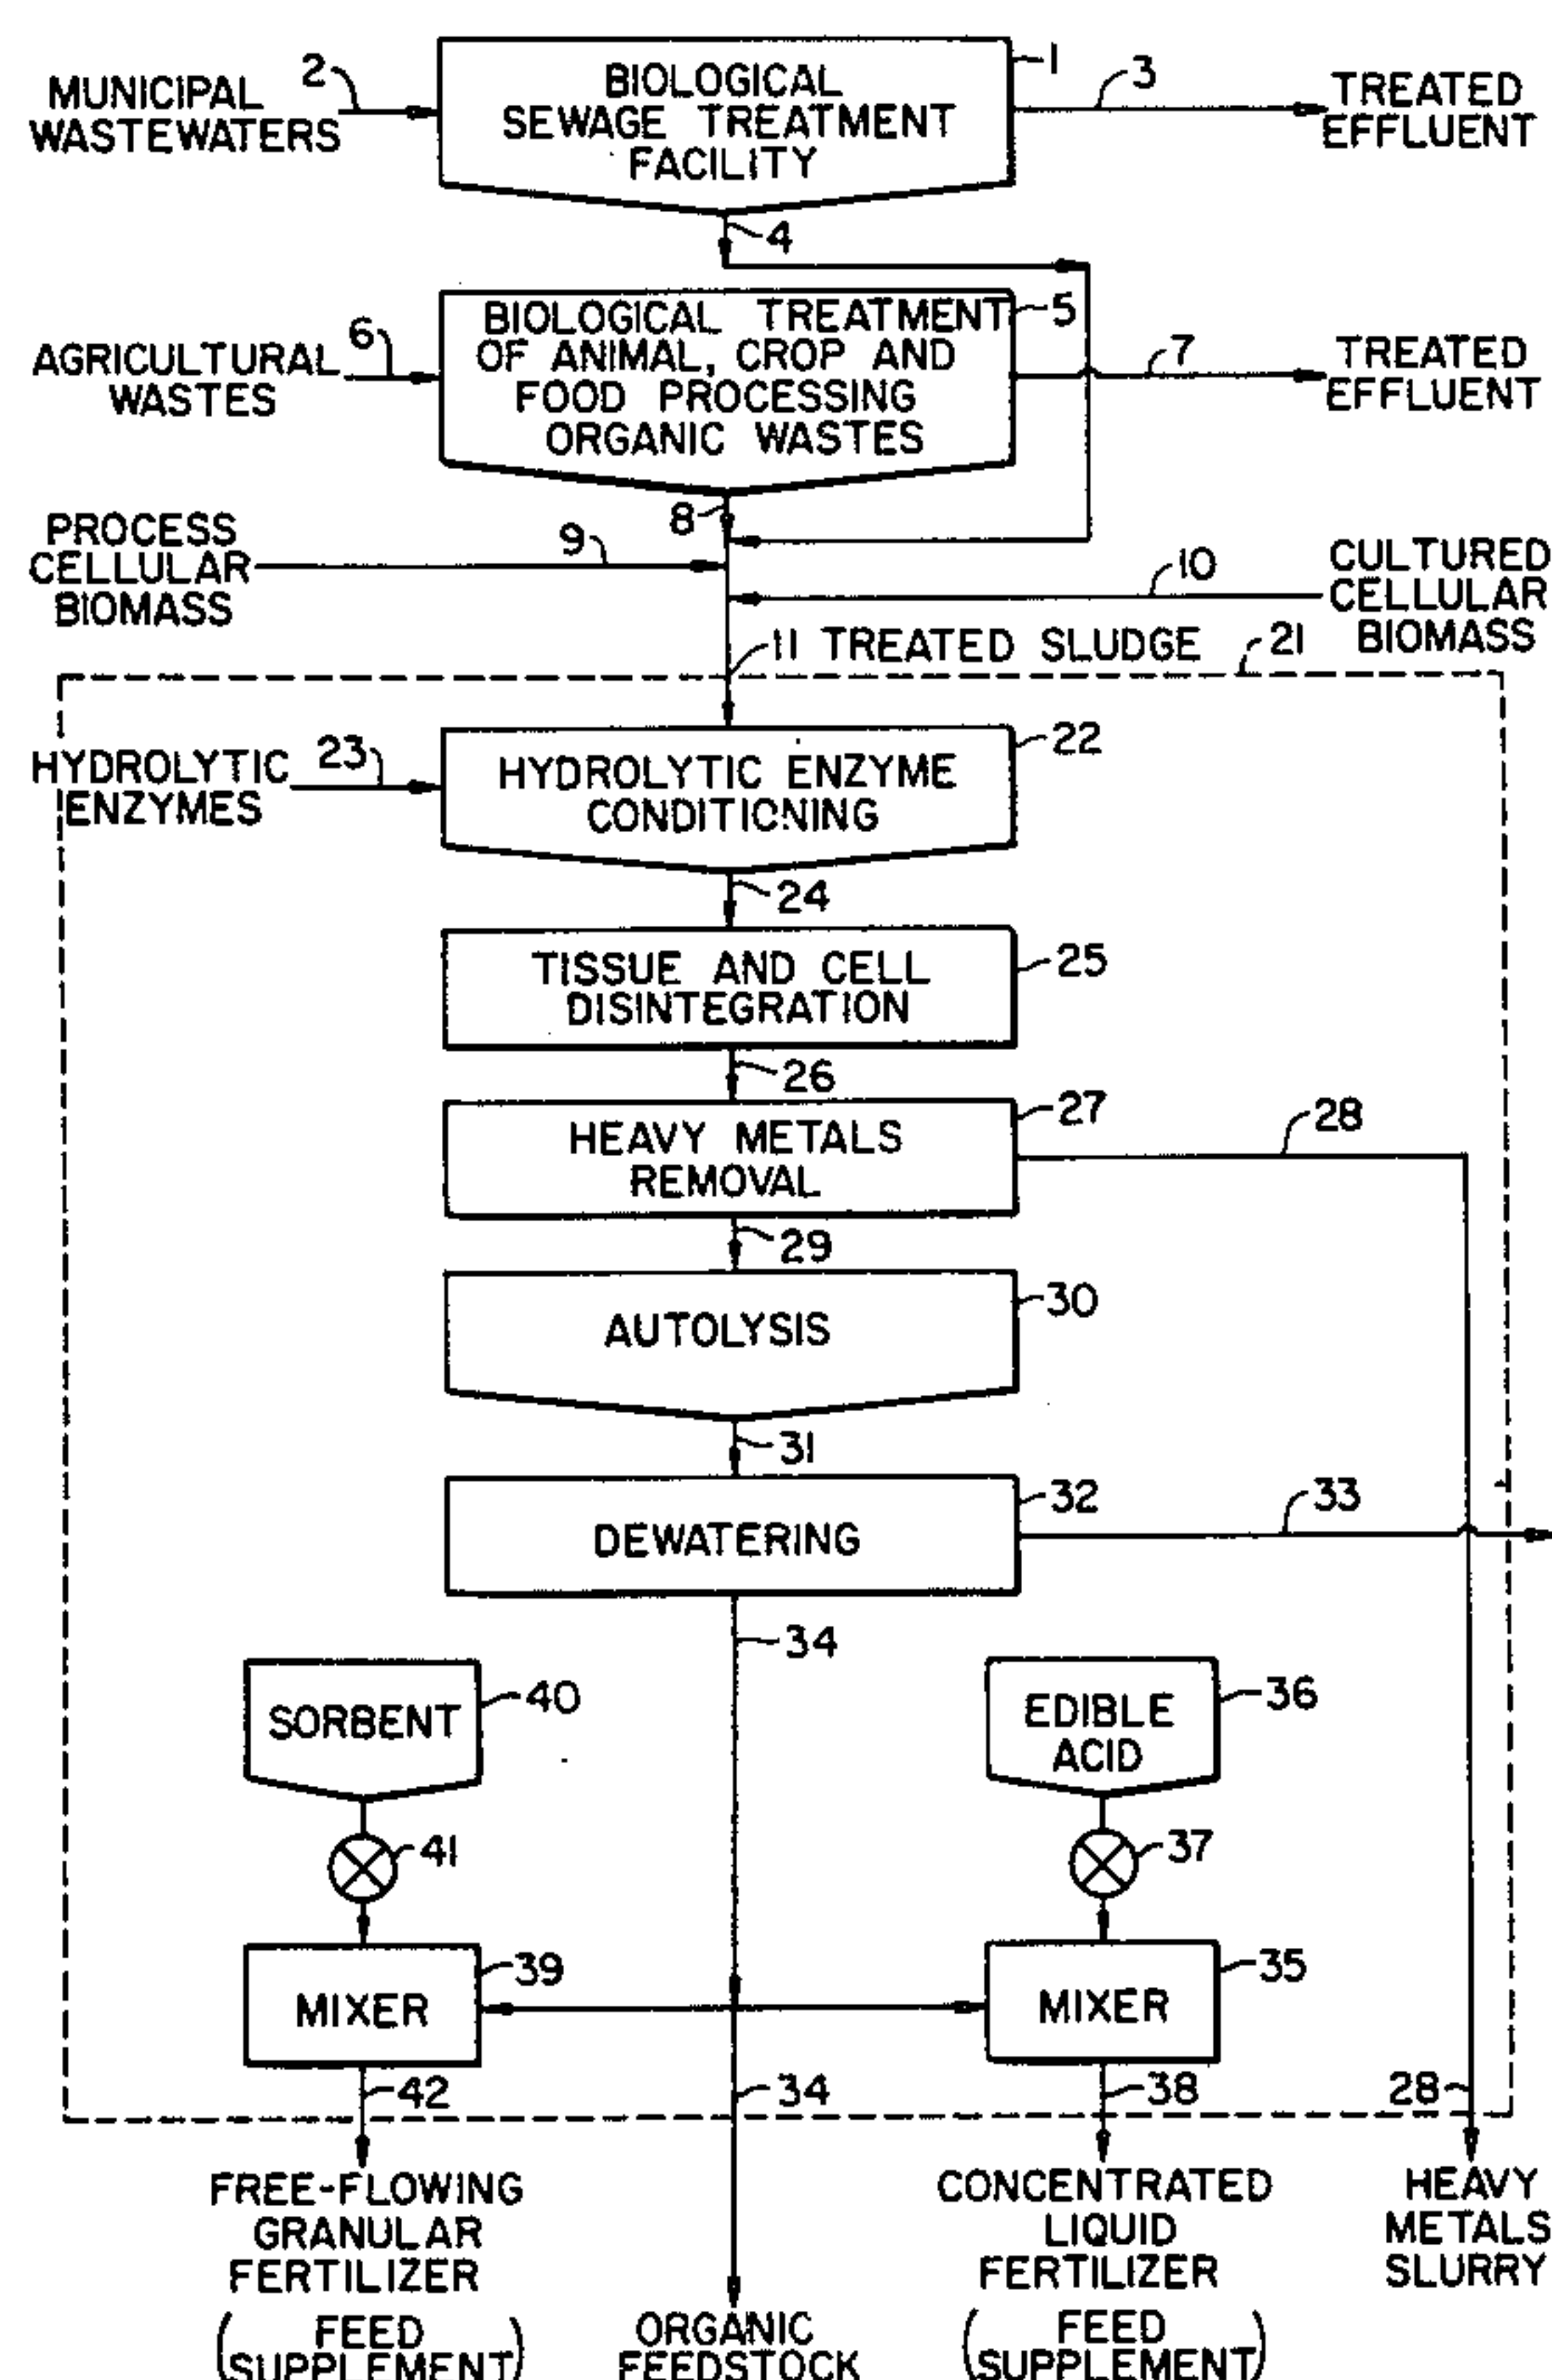 MUNICIPAL
WASTEWATERS
2
BIOLOGICAL
SEWAGE TREATMENT
FACILITY
1
3
TREATED
EFFLUENT
4
AGRICULTURAL
WASTES
6
BIOLOGICAL TREATMENT
OF ANIMAL, CROP AND
FOOD PROCESSING
ORGANIC WASTES
5
7
TREATED
EFFLUENT
8
PROCESS
CELLULAR
BIOMASS
9
10
CULTURED
CELLULAR
BIOMASS
11 TREATED SLUDGE
21
HYDROLYTIC
ENZYMES
23
HYDROLYTIC ENZYME
CONDITIONING
22
24
TISSUE AND CELL
DISINTEGRATION
25
26
HEAVY METALS
REMOVAL
27
28
29
AUTOLYSIS
30
31
DEWATERING
32
33
34
SORBENT
40
EDIBLE
ACID
36
41
37
MIXER
39
MIXER
35
42
34
38
28
FREE-FLOWING
GRANULAR
FERTILIZER
(FEED
SUPPLEMENT)
ORGANIC
FEEDSTOCK
CONCENTRATED
LIQUID
FERTILIZER
(FEED
SUPPLEMENT)
HEAVY
METALS
SLURRY